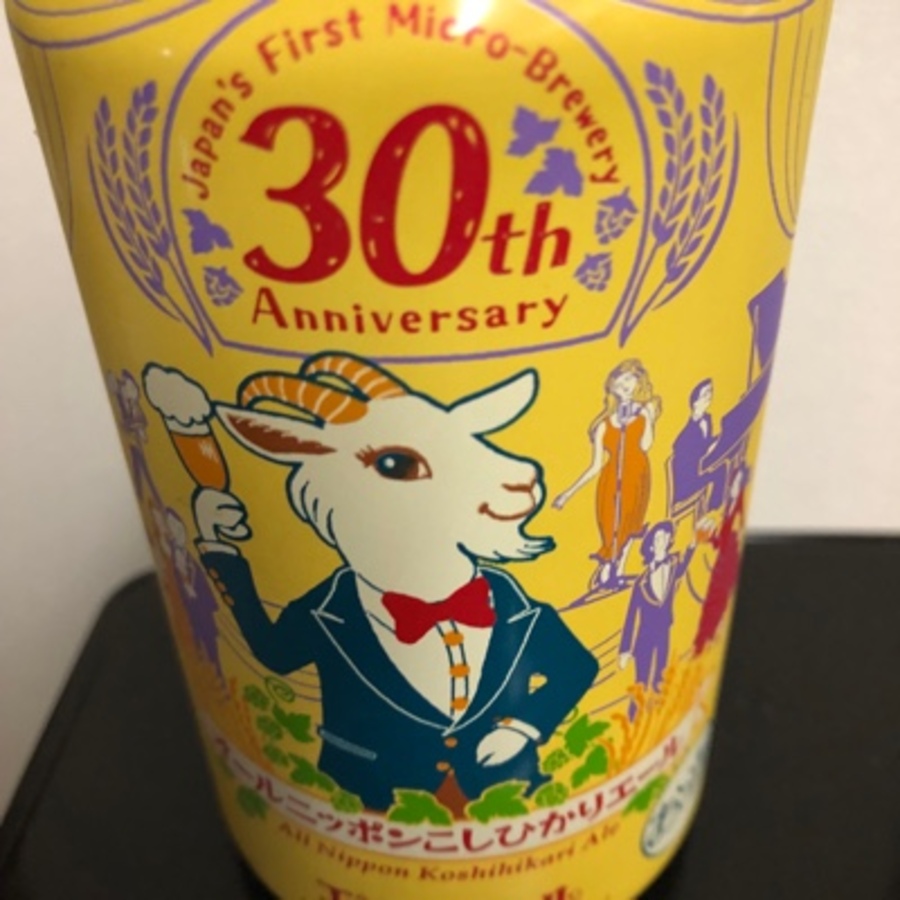 Japan's First Micro-Brewery
30th
Anniversary
オールニッポンこしひかりエール
All Nippon Koshihikari Ale